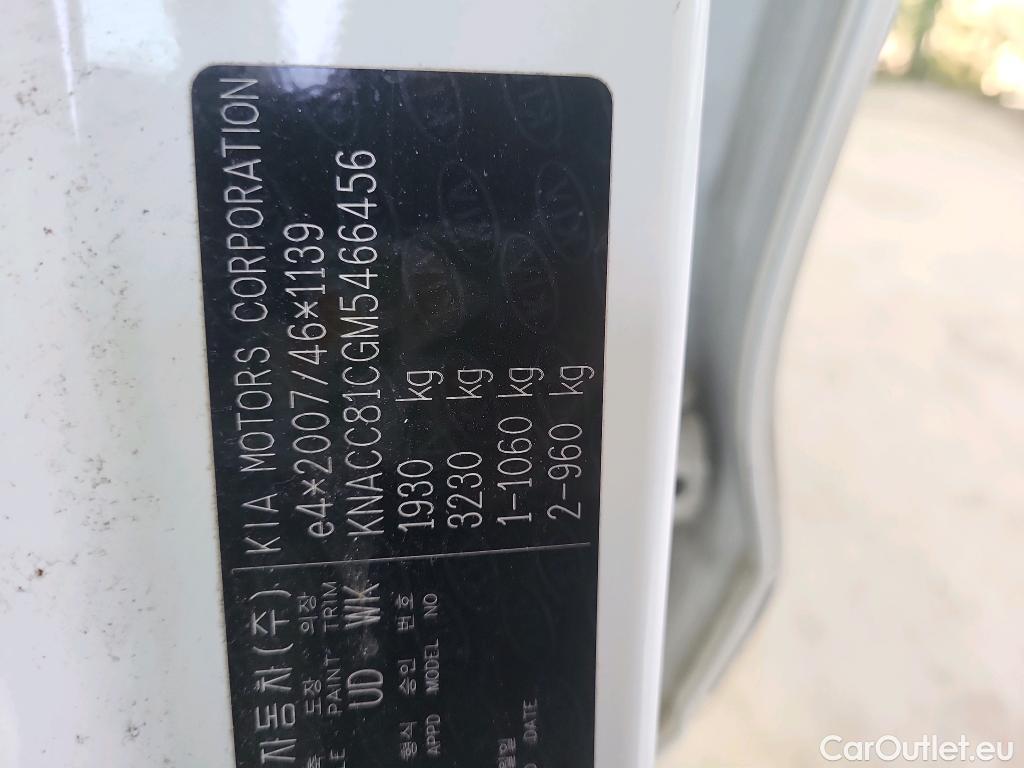 자동차(주) KIA MOTORS CORPORATION
e4*2007/46*1139
KNACC81CGM5466456
1930 kg
3230 kg
1-1060 kg
2-960 kg
도장 의장
PAINT TRIM
UD WK
형식 승인 번호
APPD MODEL NO
DATE
CarOutlet.eu